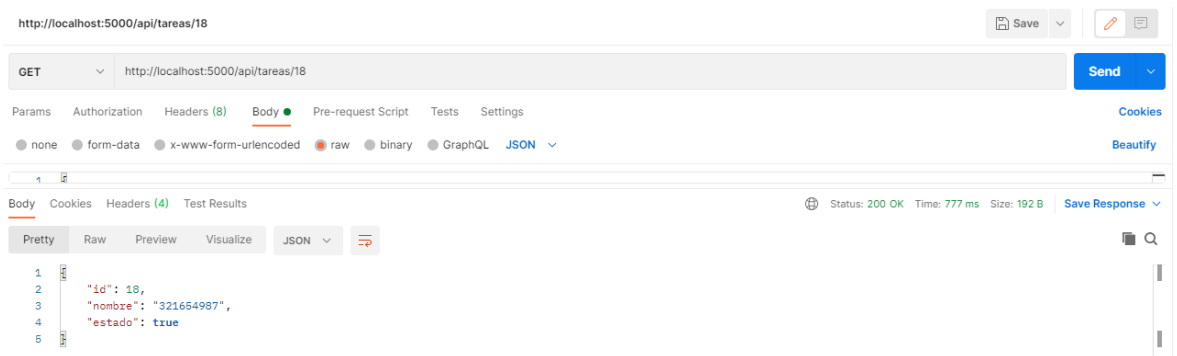 http://localhost:5000/api/tareas/18 Save
GET http://localhost:5000/api/tareas/18 Send
Params Authorization Headers (8) Body Pre-request Script Tests Settings Cookies
none form-data x-www-form-urlencoded raw binary GraphQL JSON Beautify
1 {
Body Cookies Headers (4) Test Results Status: 200 OK Time: 777 ms Size: 192 B Save Response
Pretty Raw Preview Visualize JSON
1 {
2 "id": 18,
3 "nombre": "321654987",
4 "estado": true
5 }